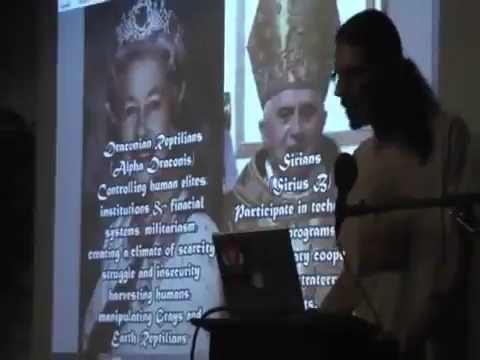 Draconian Reptilians
(Alpha Draconis)
Controlling human elites
institutions & finacial
systems militarism
creating a climate of scarcity
struggle and insecurity
harvesting humans
manipulating Grays and
Earth Reptilians
Sirians
(Sirius B)
Participate in
programs